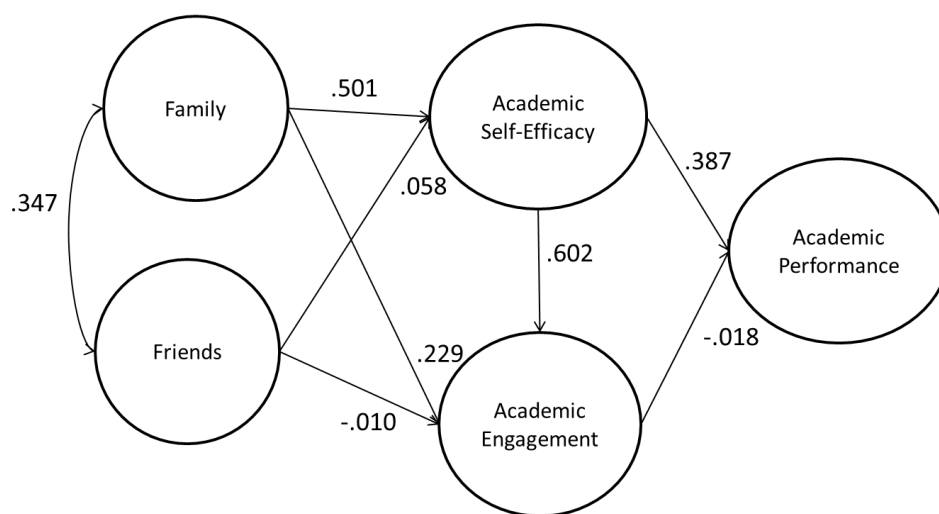 Family
.501
Academic
Self-Efficacy
.387
.058
.347
.602
Academic
Performance
Friends
.229
-.010
Academic
Engagement
-.018